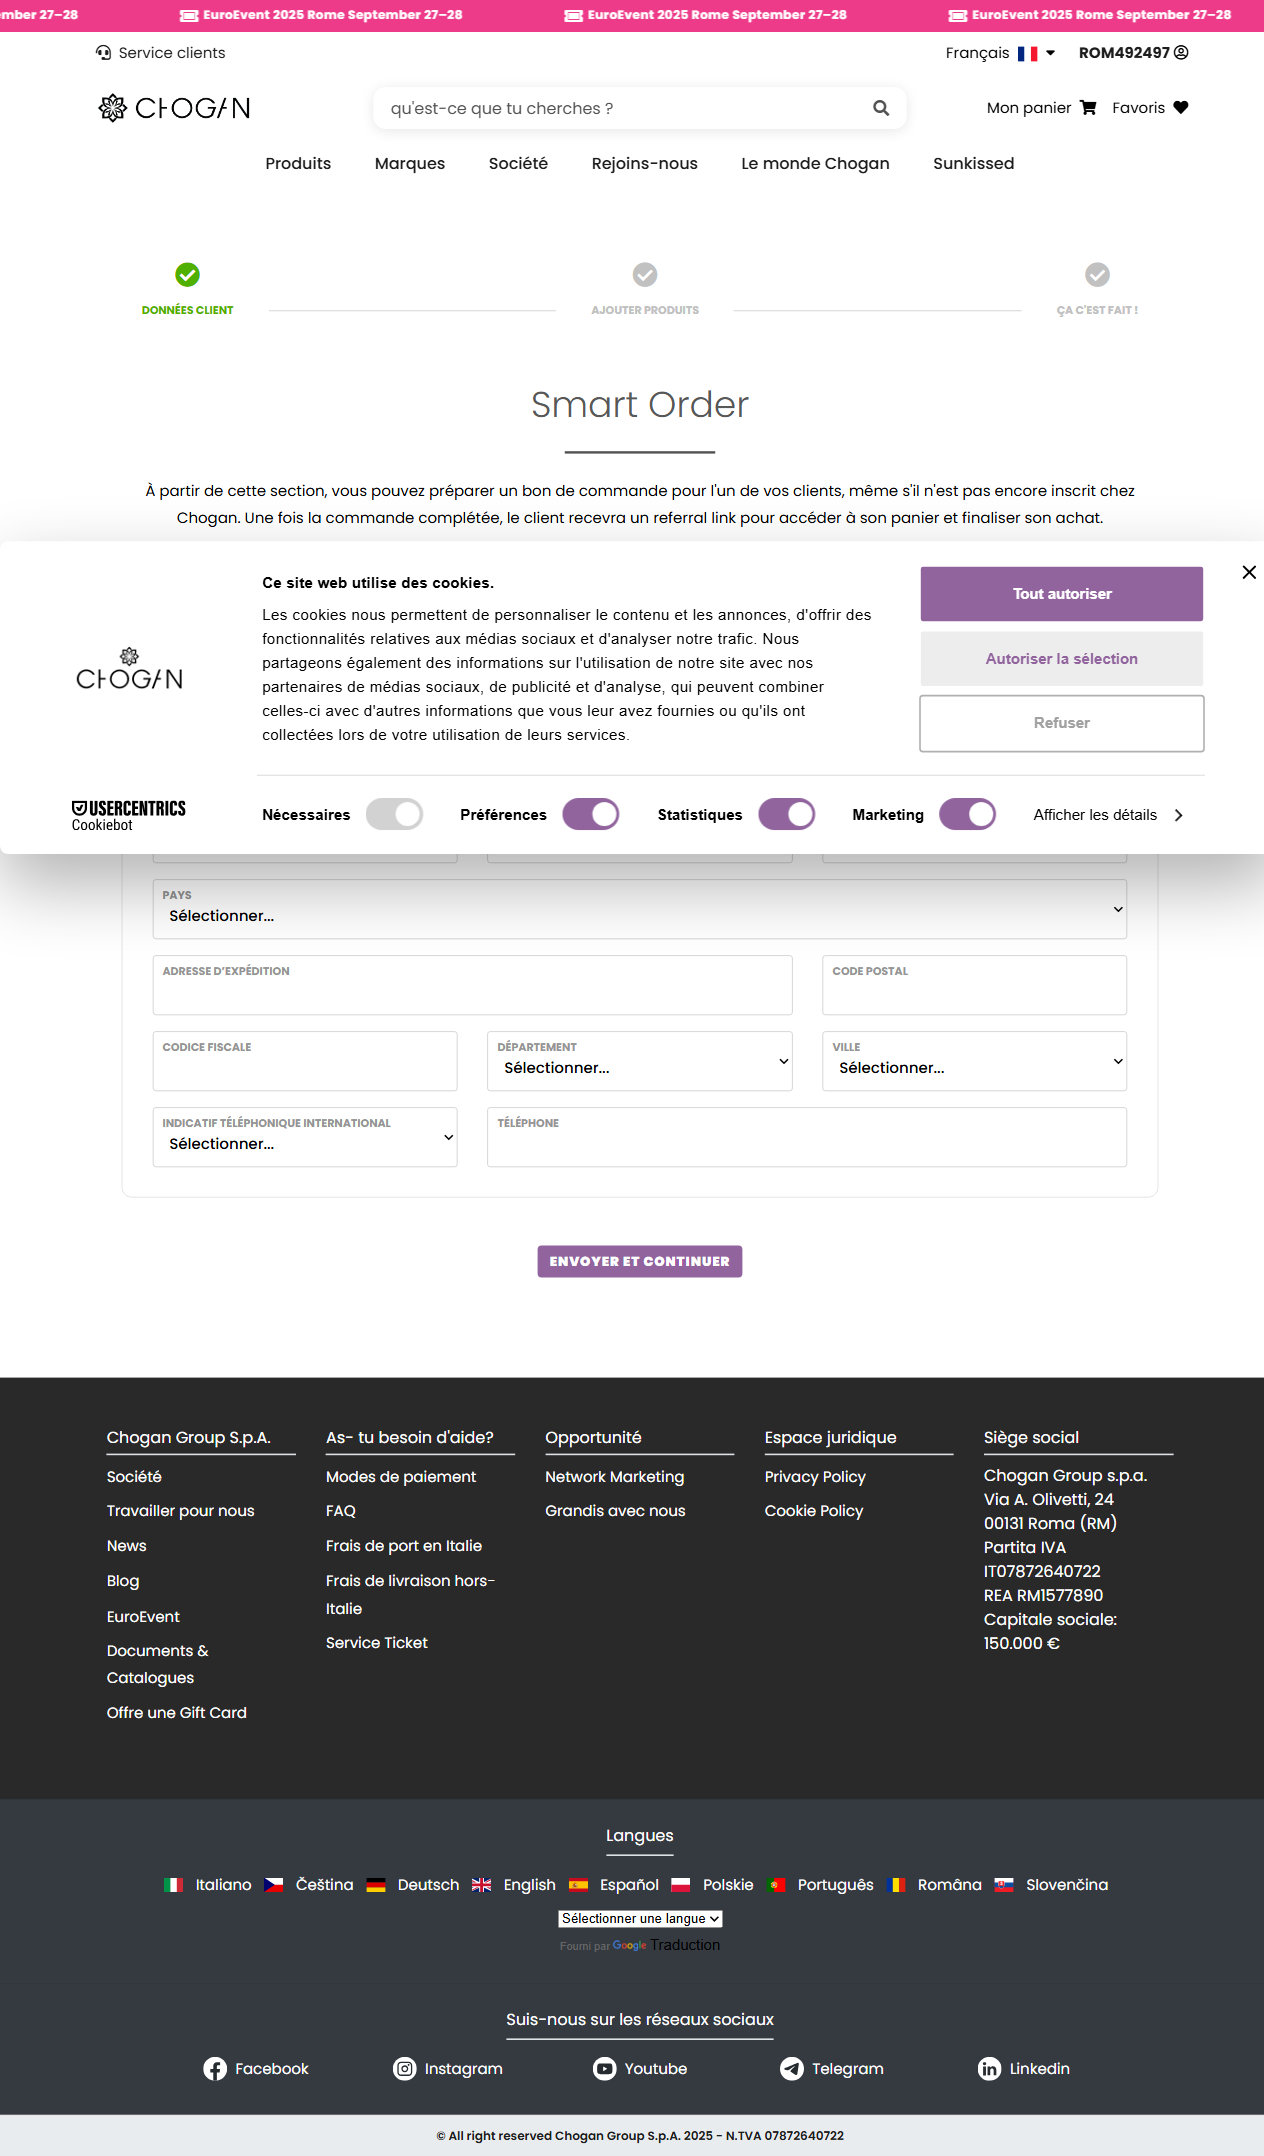 mber 27–28
EuroEvent 2025 Rome September 27–28
EuroEvent 2025 Rome September 27–28
EuroEvent 2025 Rome September 27–28
Service clients
Français
ROM492497
CHOGAN
qu'est-ce que tu cherches ?
Mon panier
Favoris
Produits
Marques
Société
Rejoins-nous
Le monde Chogan
Sunkissed
DONNÉES CLIENT
AJOUTER PRODUITS
ÇA C'EST FAIT !
Smart Order
À partir de cette section, vous pouvez préparer un bon de commande pour l'un de vos clients, même s'il n'est pas encore inscrit chez
Chogan. Une fois la commande complétée, le client recevra un referral link pour accéder à son panier et finaliser son achat.
CHOGAN
USERCENTRICS
Cookiebot
Ce site web utilise des cookies.
Les cookies nous permettent de personnaliser le contenu et les annonces, d'offrir des
fonctionnalités relatives aux médias sociaux et d'analyser notre trafic. Nous
partageons également des informations sur l'utilisation de notre site avec nos
partenaires de médias sociaux, de publicité et d'analyse, qui peuvent combiner
celles-ci avec d'autres informations que vous leur avez fournies ou qu'ils ont
collectées lors de votre utilisation de leurs services.
Tout autoriser
Autoriser la sélection
Refuser
Nécessaires
Préférences
Statistiques
Marketing
Afficher les détails
PAYS
Sélectionner...
ADRESSE D'EXPÉDITION
CODE POSTAL
CODICE FISCALE
DÉPARTEMENT
Sélectionner...
VILLE
Sélectionner...
INDICATIF TÉLÉPHONIQUE INTERNATIONAL
Sélectionner...
TÉLÉPHONE
ENVOYER ET CONTINUER
Chogan Group S.p.A.
Société
Travailler pour nous
News
Blog
EuroEvent
Documents &
Catalogues
Offre une Gift Card
As- tu besoin d'aide?
Modes de paiement
FAQ
Frais de port en Italie
Frais de livraison hors-
Italie
Service Ticket
Opportunité
Network Marketing
Grandis avec nous
Espace juridique
Privacy Policy
Cookie Policy
Siège social
Chogan Group s.p.a.
Via A. Olivetti, 24
00131 Roma (RM)
Partita IVA
IT07872640722
REA RM1577890
Capitale sociale:
150.000 €
Langues
Italiano
Čeština
Deutsch
English
Español
Polskie
Português
Româna
Slovenčina
Sélectionner une langue
Fourni par Google Traduction
Suis-nous sur les réseaux sociaux
Facebook
Instagram
Youtube
Telegram
Linkedin
© All right reserved Chogan Group S.p.A. 2025 - N.TVA 07872640722